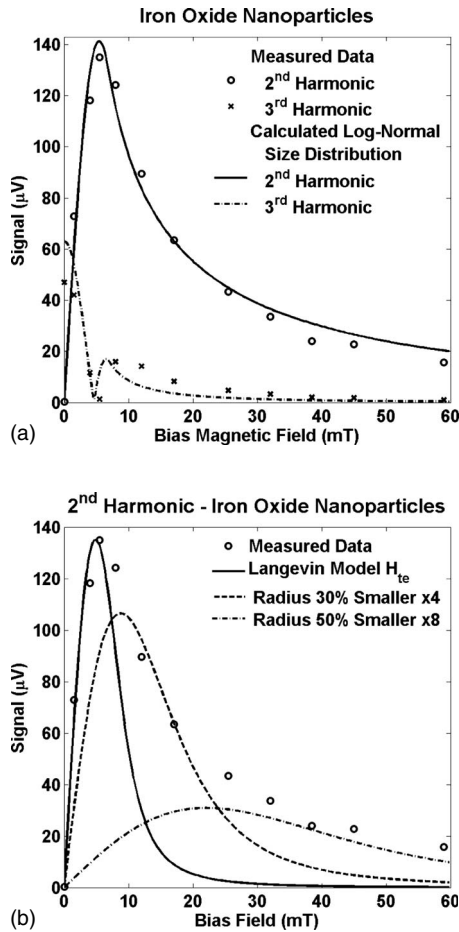 Iron Oxide Nanoparticles
140
120
100
80
60
40
20
0
Signal (μV)
Measured Data
2nd Harmonic
3rd Harmonic
Calculated Log-Normal
Size Distribution
2nd Harmonic
3rd Harmonic
0 10 20 30 40 50 60
(a) Bias Magnetic Field (mT)
2nd Harmonic - Iron Oxide Nanoparticles
140
120
100
80
60
40
20
0
Signal (μV)
Measured Data
Langevin Model Hte
Radius 30% Smaller x4
Radius 50% Smaller x8
0 10 20 30 40 50 60
(b) Bias Field (mT)